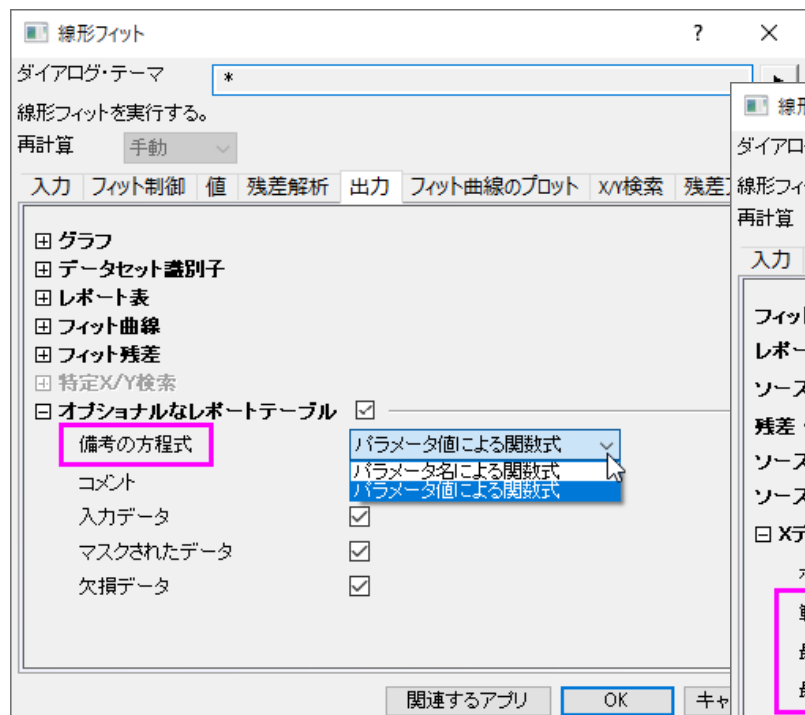 線形フィット
ダイアログ・テーマ *
線形フィットを実行する。
再計算 手動
入力 フィット制御 値 残差解析 出力 フィット曲線のプロット X/Y検索 残差
グラフ
データセット識別子
レポート表
フィット曲線
フィット残差
特定X/Y検索
オプショナルなレポートテーブル
備考の方程式 パラメータ値による関数式
パラメータ名による関数式
パラメータ値による関数式
コメント
入力データ
マスクされたデータ
欠損データ
関連するアプリ OK キャ
線形
ダイアロ
線形フィ
再計算
入力
フィット
レポー
ソース
残差
ソース
ソース
Xデ